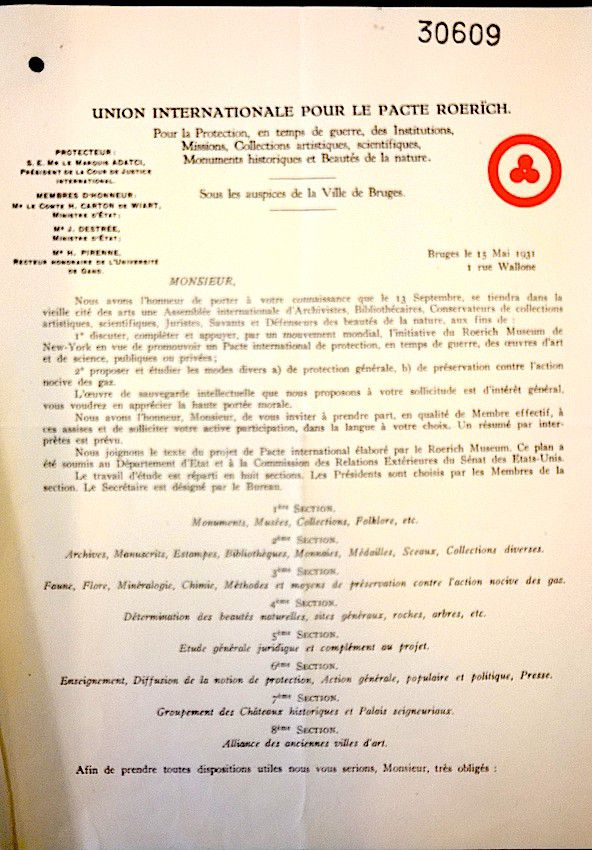 30609
UNION INTERNATIONALE POUR LE PACTE ROERÏCH.
Pour la Protection, en temps de guerre, des Institutions,
Missions, Collections artistiques, scientifiques,
Monuments historiques et Beautés de la nature.
Sous les auspices de la Ville de Bruges.
PROTECTEUR :
S. E. Mr LE MARQUIS ADATCI,
PRÉSIDENT DE LA COUR DE JUSTICE
INTERNATIONAL.
MEMBRES D'HONNEUR :
Mr LE COMTE H. CARTON DE WIART,
MINISTRE D'ÉTAT;
Mr J. DESTRÉE,
MINISTRE D'ÉTAT;
Mr H. PIRENNE,
RECTEUR HONORAIRE DE L'UNIVERSITÉ
DE GAND.
Bruges le 15 Mai 1931
1 rue Wallone
MONSIEUR,
Nous avons l'honneur de porter à votre connaissance que le 13 Septembre, se tiendra dans la
vieille cité des arts une Assemblée internationale d'Archivistes, Bibliothécaires, Conservateurs de collections
artistiques, scientifiques, Juristes, Savants et Défenseurs des beautés de la nature, aux fins de :
1° discuter, compléter et appuyer, par un mouvement mondial, l'initiative du Roerich Museum de
New-York en vue de promouvoir un Pacte international de protection, en temps de guerre, des œuvres d'art
et de science, publiques ou privées;
2° proposer et étudier les modes divers a) de protection générale, b) de préservation contre l'action
nocive des gaz.
L'œuvre de sauvegarde intellectuelle que nous proposons à votre sollicitude est d'intérêt général,
vous voudrez en apprécier la haute portée morale.
Nous avons l'honneur, Monsieur, de vous inviter à prendre part, en qualité de Membre effectif, à
ces assises et de solliciter votre active participation, dans la langue à votre choix. Un résumé par inter-
prètes est prévu.
Nous joignons le texte du projet de Pacte international élaboré par le Roerich Museum. Ce plan a
été soumis au Département d'Etat et à la Commission des Relations Extérieures du Sénat des Etats-Unis.
Le travail d'étude est réparti en huit sections. Les Présidents sont choisis par les Membres de la
section. Le Secrétaire est désigné par le Bureau.
1ère SECTION.
Monuments, Musées, Collections, Folklore, etc.
2ème SECTION.
Archives, Manuscrits, Estampes, Bibliothèques, Monnaies, Médailles, Sceaux, Collections diverses.
3ème SECTION.
Faune, Flore, Minéralogie, Chimie, Méthodes et moyens de préservation contre l'action nocive des gaz.
4ème SECTION.
Détermination des beautés naturelles, sites généraux, roches, arbres, etc.
5ème SECTION.
Etude générale juridique et complément au projet.
6ème SECTION.
Enseignement, Diffusion de la notion de protection, Action générale, populaire et politique, Presse.
7ème SECTION.
Groupement des Châteaux historiques et Palais seigneuriaux.
8ème SECTION.
Alliance des anciennes villes d'art.
Afin de prendre toutes dispositions utiles nous vous serions, Monsieur, très obligés :